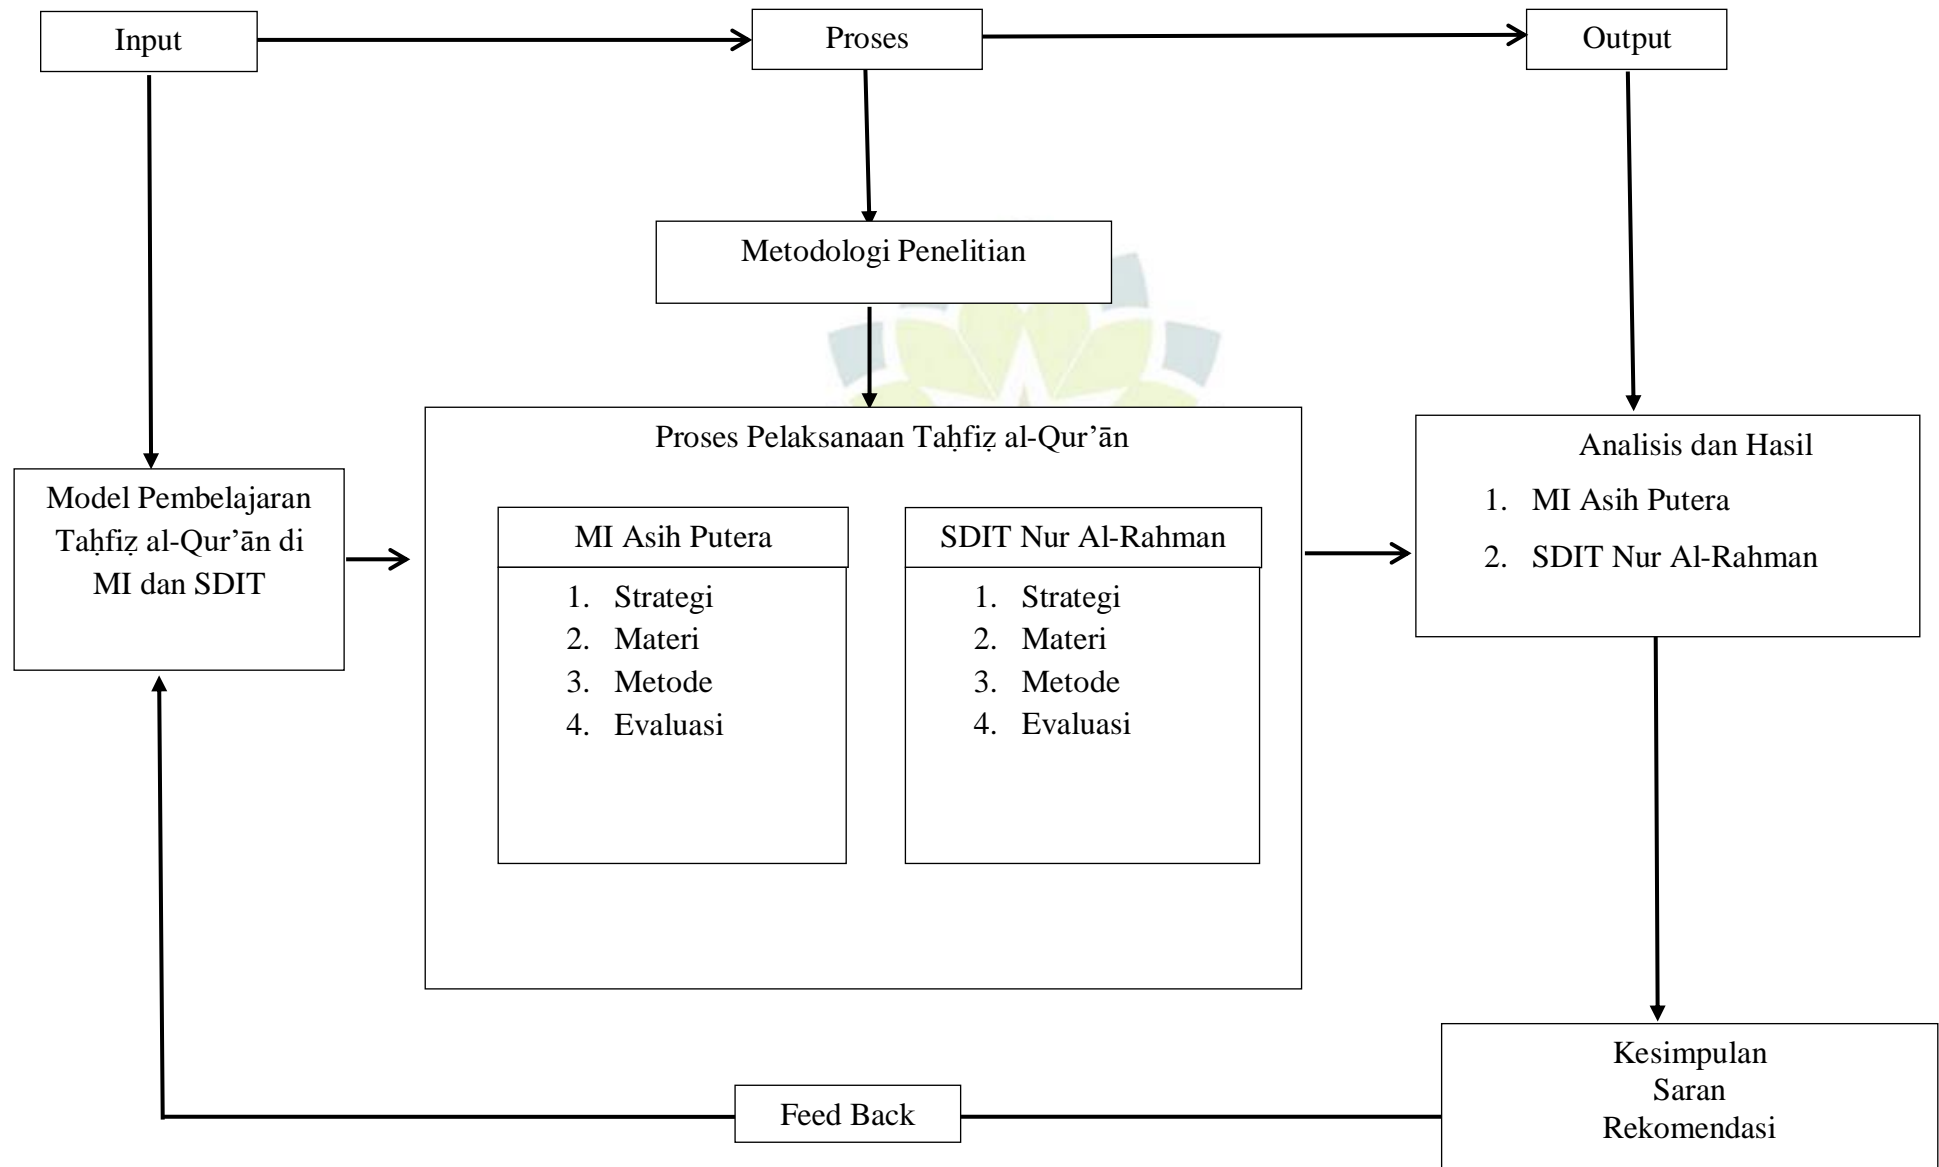 Input
Proses
Output
Metodologi Penelitian
Proses Pelaksanaan Taḥfiẓ al-Qur’ān
Model Pembelajaran
Taḥfiẓ al-Qur’ān di
MI dan SDIT
MI Asih Putera
1. Strategi
2. Materi
3. Metode
4. Evaluasi
SDIT Nur Al-Rahman
1. Strategi
2. Materi
3. Metode
4. Evaluasi
Analisis dan Hasil
1. MI Asih Putera
2. SDIT Nur Al-Rahman
Kesimpulan
Saran
Rekomendasi
Feed Back